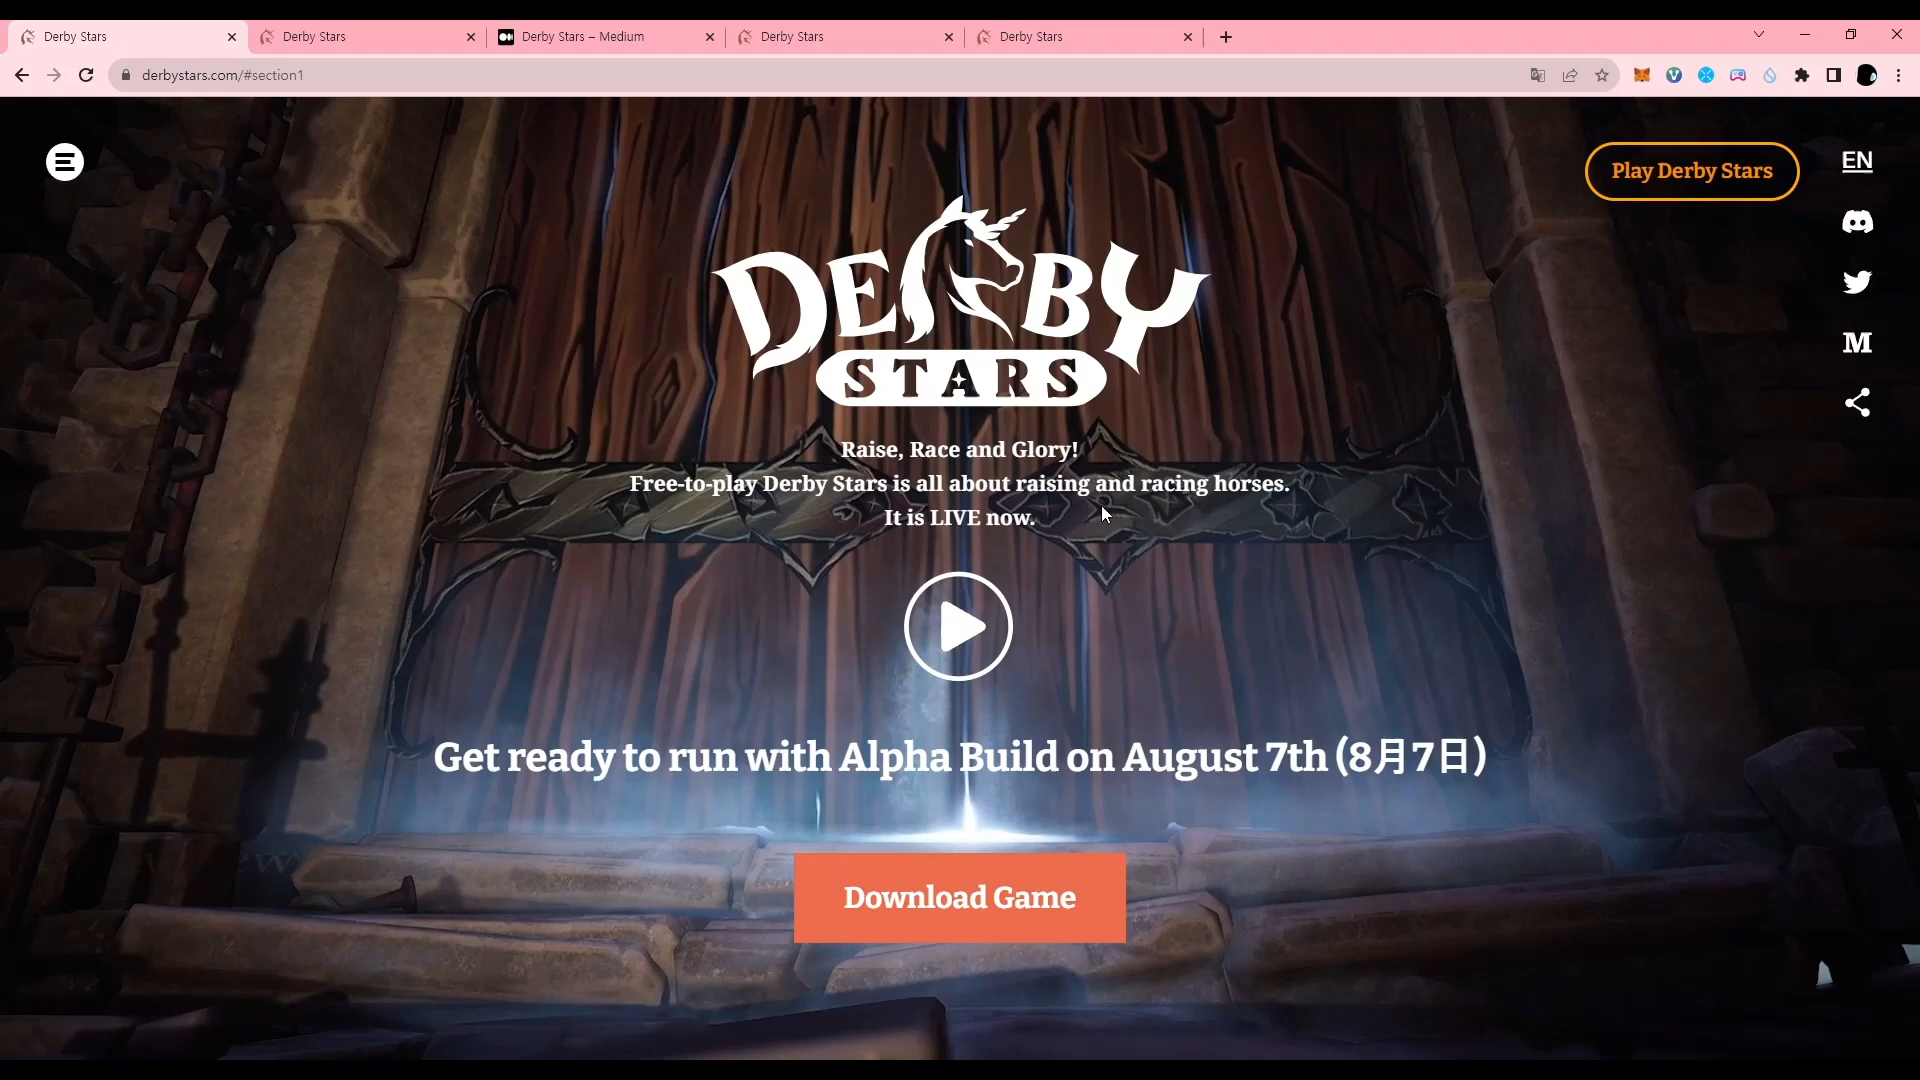 Derby Stars
Derby Stars
Derby Stars – Medium
Derby Stars
Derby Stars
derbystars.com/#section1
Play Derby Stars
EN
DERBY
STARS
Raise, Race and Glory!
Free-to-play Derby Stars is all about raising and racing horses.
It is LIVE now.
Get ready to run with Alpha Build on August 7th (8月7日)
Download Game